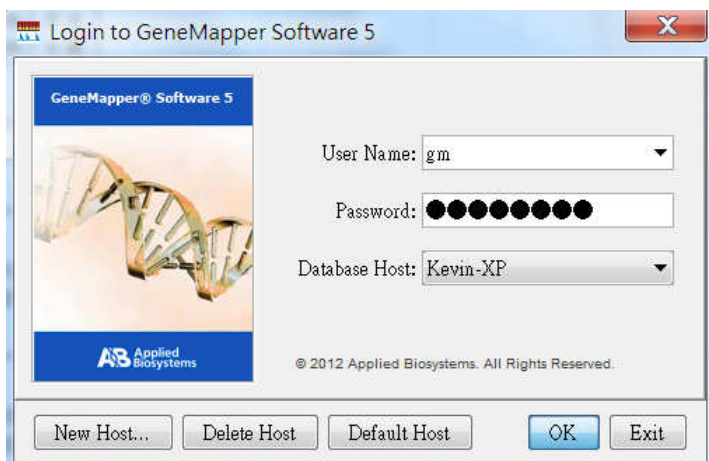 Login to GeneMapper Software 5
GeneMapper® Software 5
User Name: gm
Password: ●●●●●●●●
Database Host: Kevin-XP
AB Applied
Biosystems
© 2012 Applied Biosystems. All Rights Reserved.
New Host... Delete Host Default Host OK Exit